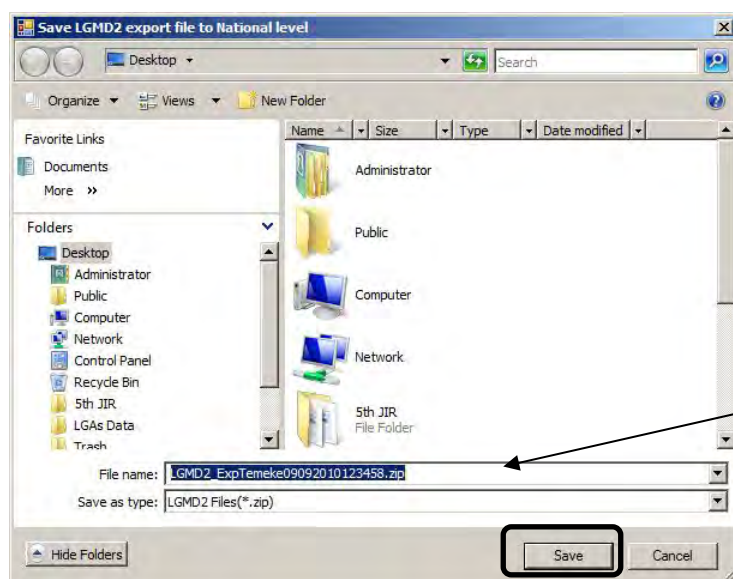 Save LGMD2 export file to National level
Desktop
Search
Organize Views New Folder
Name Size Type Date modified
Favorite Links
Documents
More »
Folders
Desktop
Administrator
Public
Computer
Network
Control Panel
Recycle Bin
5th JIR
LGAs Data
Trash
Administrator
Public
Computer
Network
5th JIR
File Folder
File name: LGMD2_ExpTemeke09092010123458.zip
Save as type: LGMD2 Files(*.zip)
Hide Folders
Save Cancel